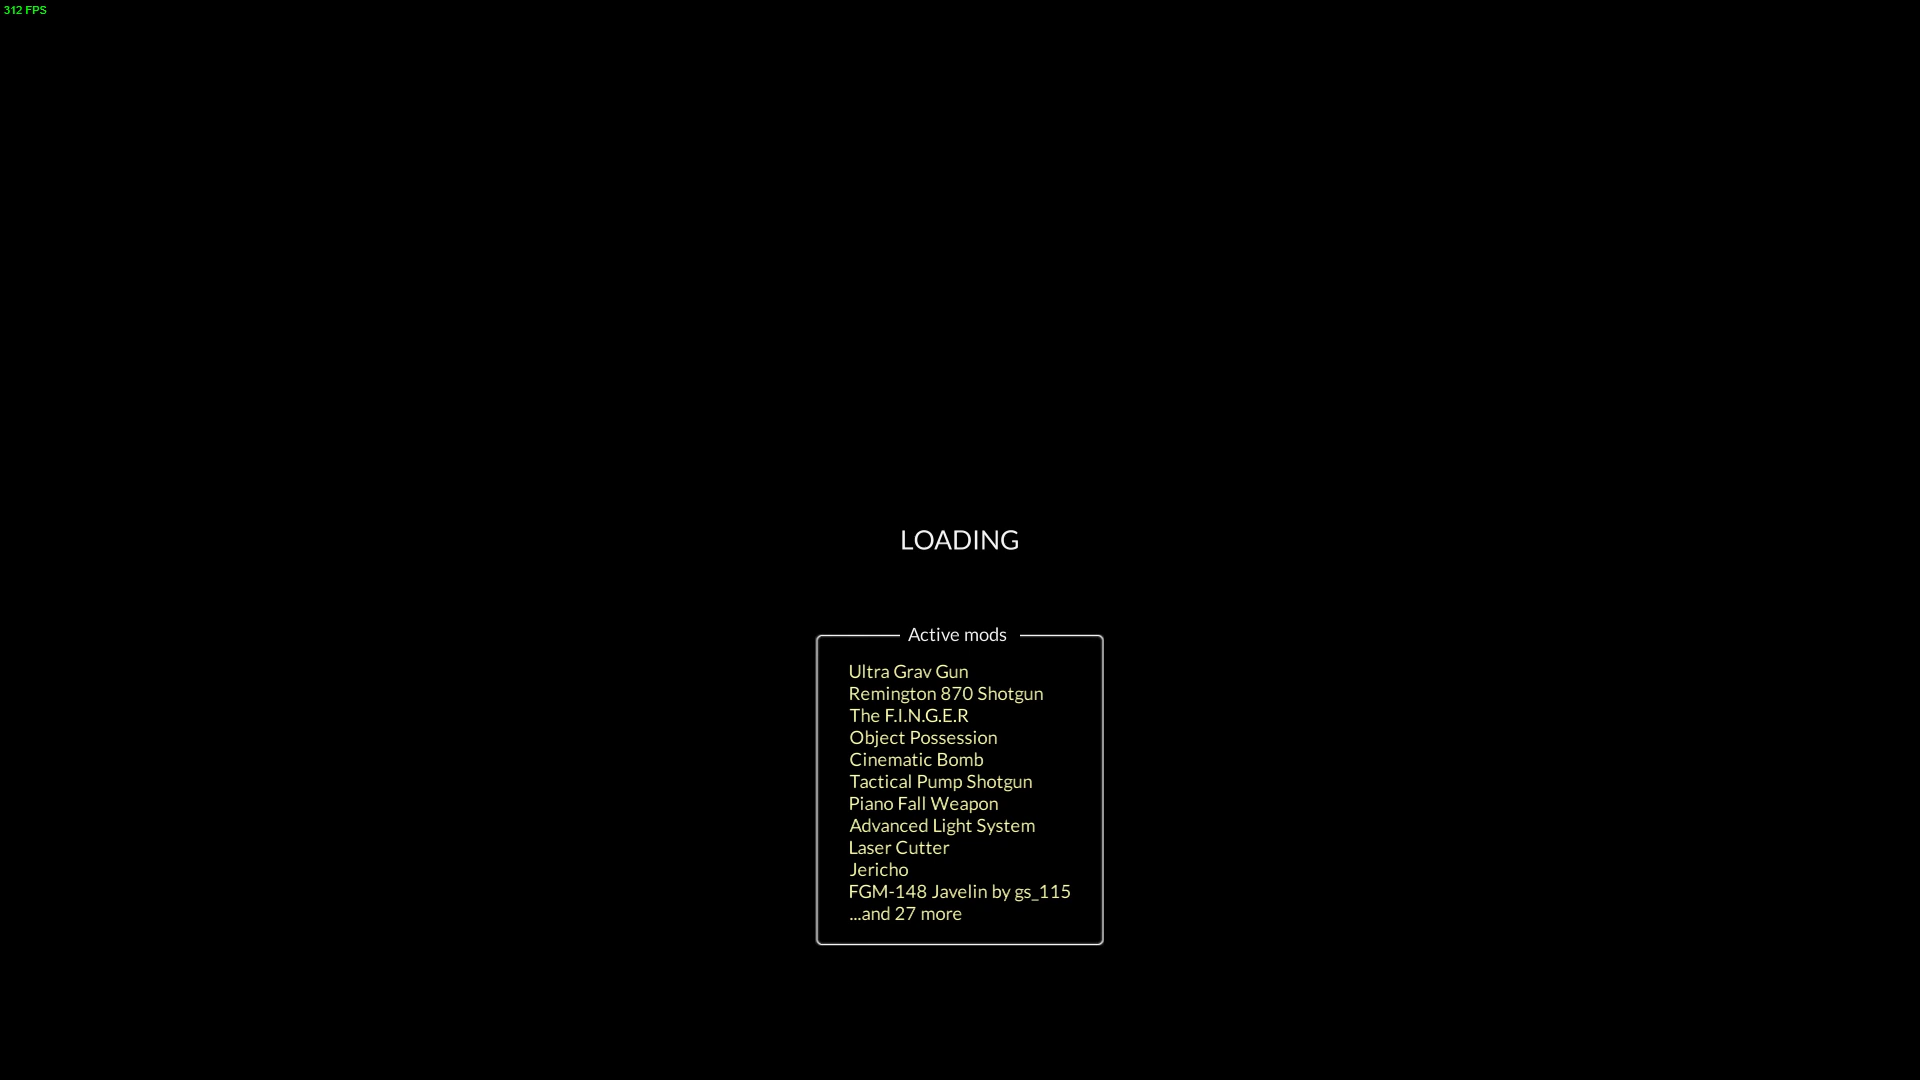 312 FPS
LOADING
Active mods
Ultra Grav Gun
Remington 870 Shotgun
The F.I.N.G.E.R
Object Possession
Cinematic Bomb
Tactical Pump Shotgun
Piano Fall Weapon
Advanced Light System
Laser Cutter
Jericho
FGM-148 Javelin by gs_115
...and 27 more